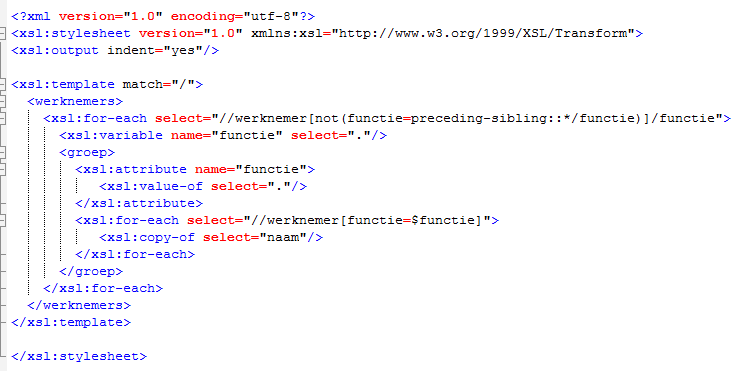 <?xml version="1.0" encoding="utf-8"?>
<xsl:stylesheet version="1.0" xmlns:xsl="http://www.w3.org/1999/XSL/Transform">
<xsl:output indent="yes"/>
<xsl:template match="/">
<werknemers>
<xsl:for-each select="//werknemer[not(functie=preceding-sibling::*/functie)]/functie">
<xsl:variable name="functie" select="."/>
<groep>
<xsl:attribute name="functie">
<xsl:value-of select="."/>
</xsl:attribute>
<xsl:for-each select="//werknemer[functie=$functie]">
<xsl:copy-of select="naam"/>
</xsl:for-each>
</groep>
</xsl:for-each>
</werknemers>
</xsl:template>
</xsl:stylesheet>